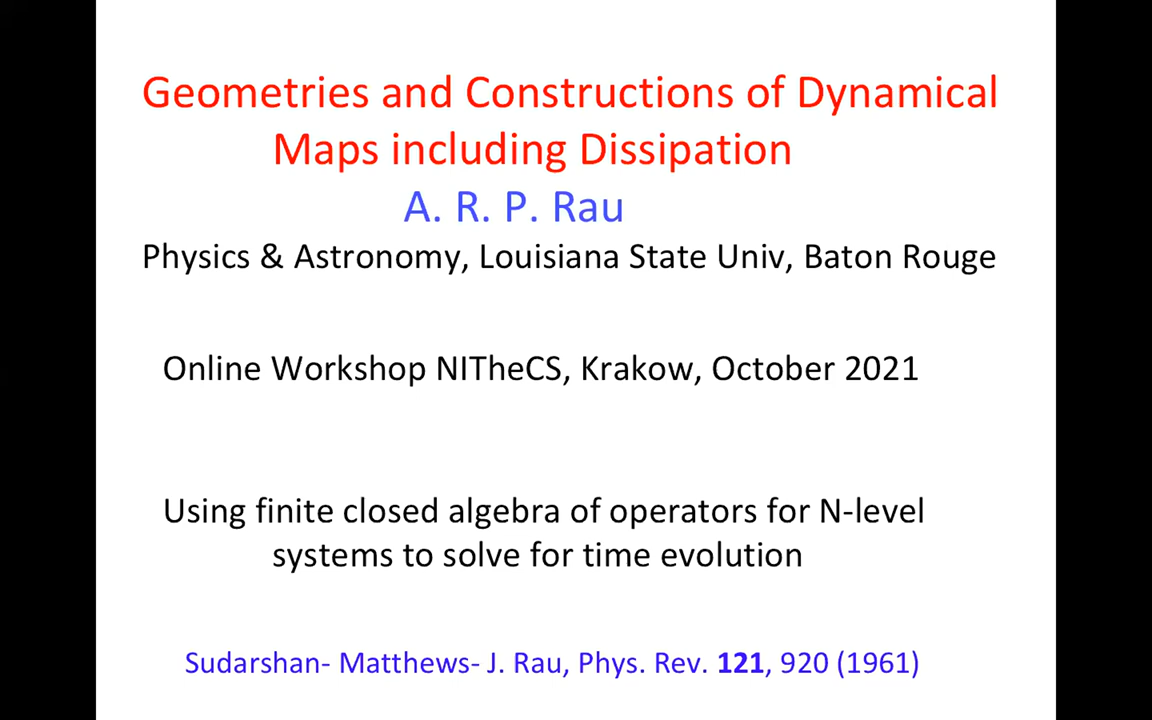 Geometries and Constructions of Dynamical
Maps including Dissipation
A. R. P. Rau
Physics & Astronomy, Louisiana State Univ, Baton Rouge
Online Workshop NITheCS, Krakow, October 2021
Using finite closed algebra of operators for N-level
systems to solve for time evolution
Sudarshan- Matthews- J. Rau, Phys. Rev. 121, 920 (1961)